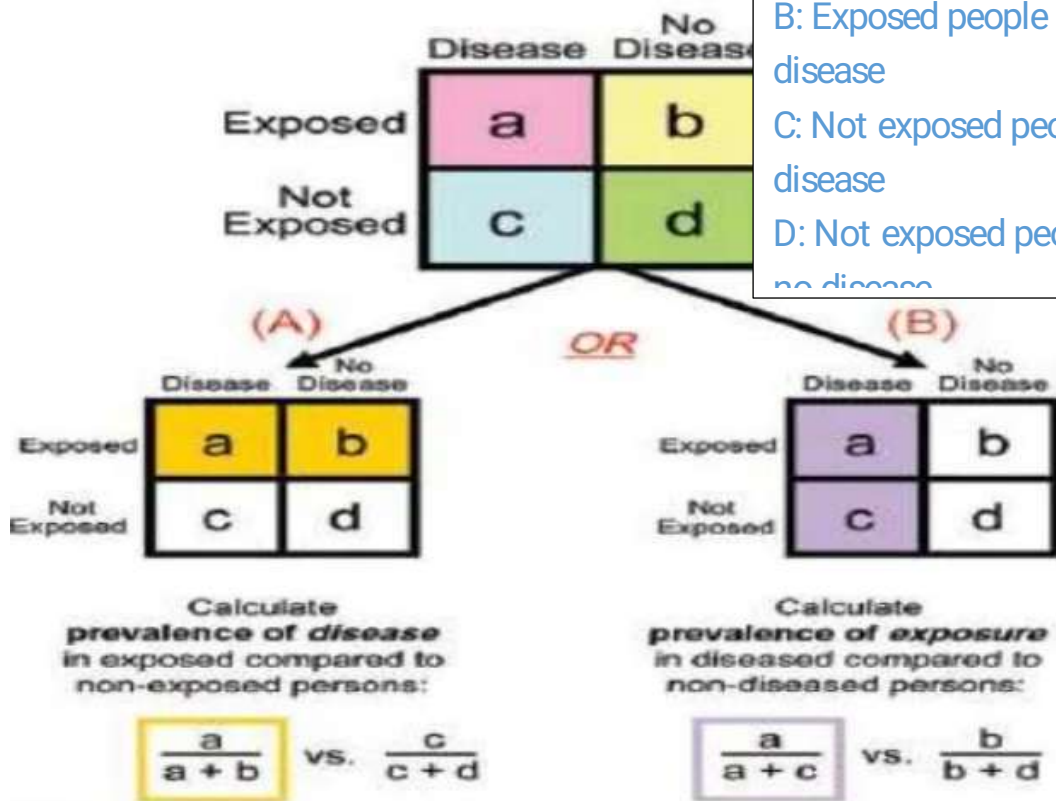 No
Disease Disease
B: Exposed people
disease
C: Not exposed
disease
D: Not exposed
no disease
Exposed a b
Not
Exposed c d
(A) OR (B)
No
Disease Disease
Exposed a b
Not
Exposed c d
Calculate
prevalence of disease
in exposed compared to
non-exposed persons:
a / a + b vs. c / c + d
No
Disease Disease
Exposed a b
Not
Exposed c d
Calculate
prevalence of exposure
in diseased compared to
non-diseased persons:
a / a + c vs. b / b + d